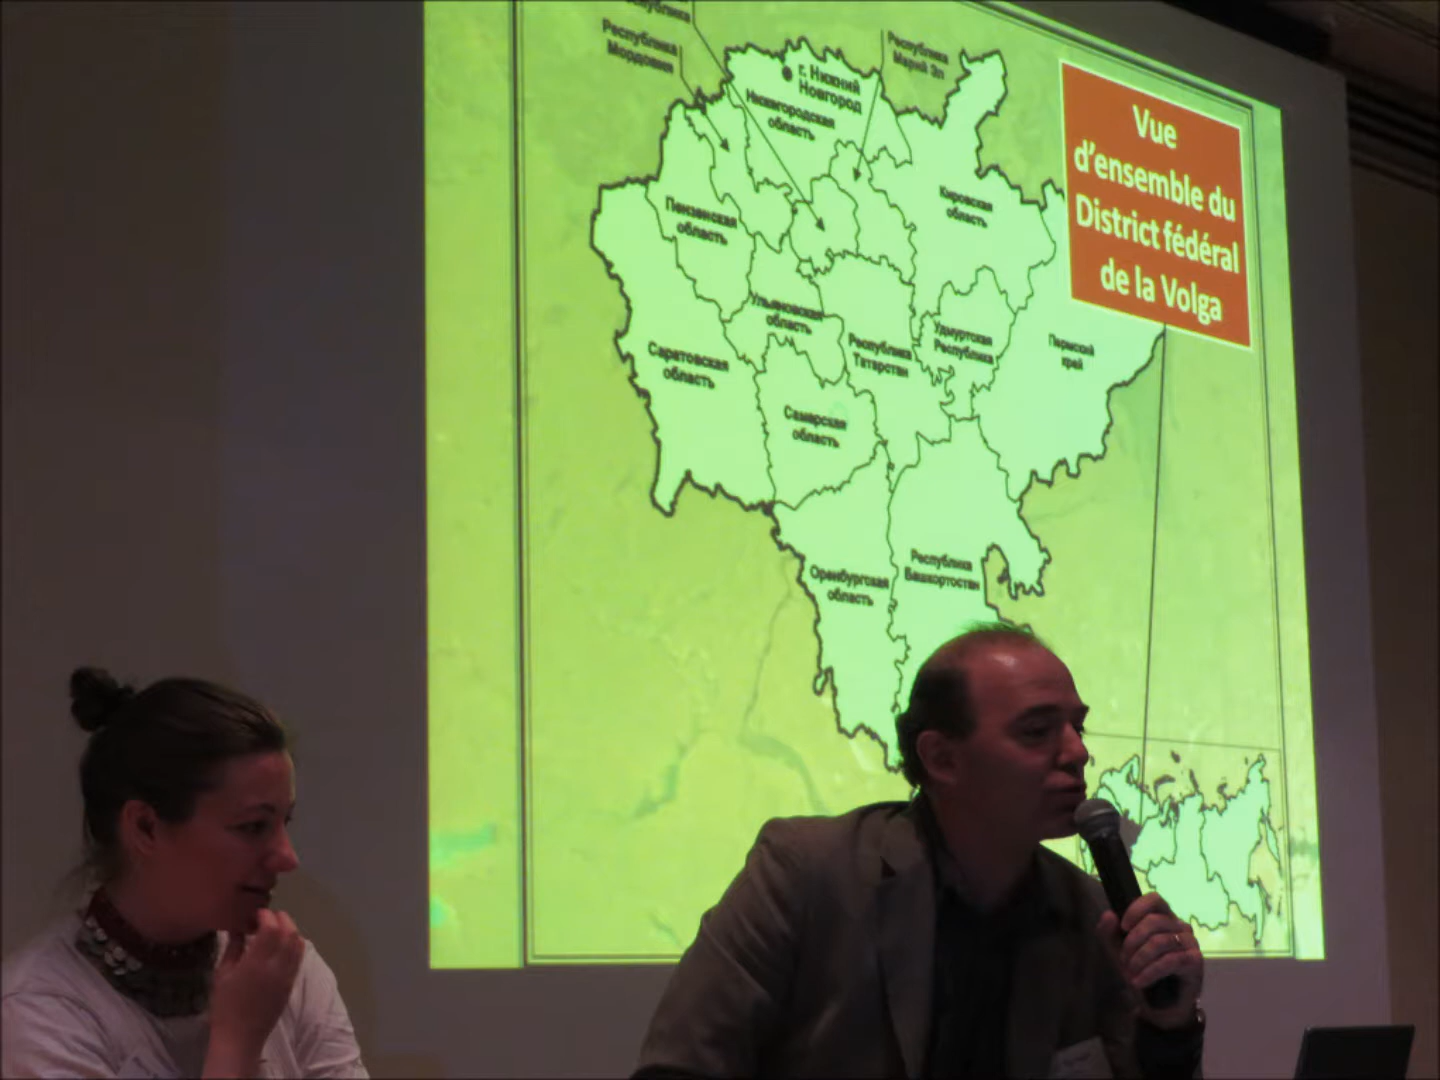 Республика
Мордовия
Республика
Марий Эл
г. Нижний
Новгород
Нижегородская
область
Vue
d'ensemble du
District fédéral
de la Volga
Кировская
область
Пензенская
область
Ульяновская
область
Удмуртская
Республика
Республика
Татарстан
Пермский
край
Саратовская
область
Самарская
область
Оренбургская
область
Республика
Башкортостан